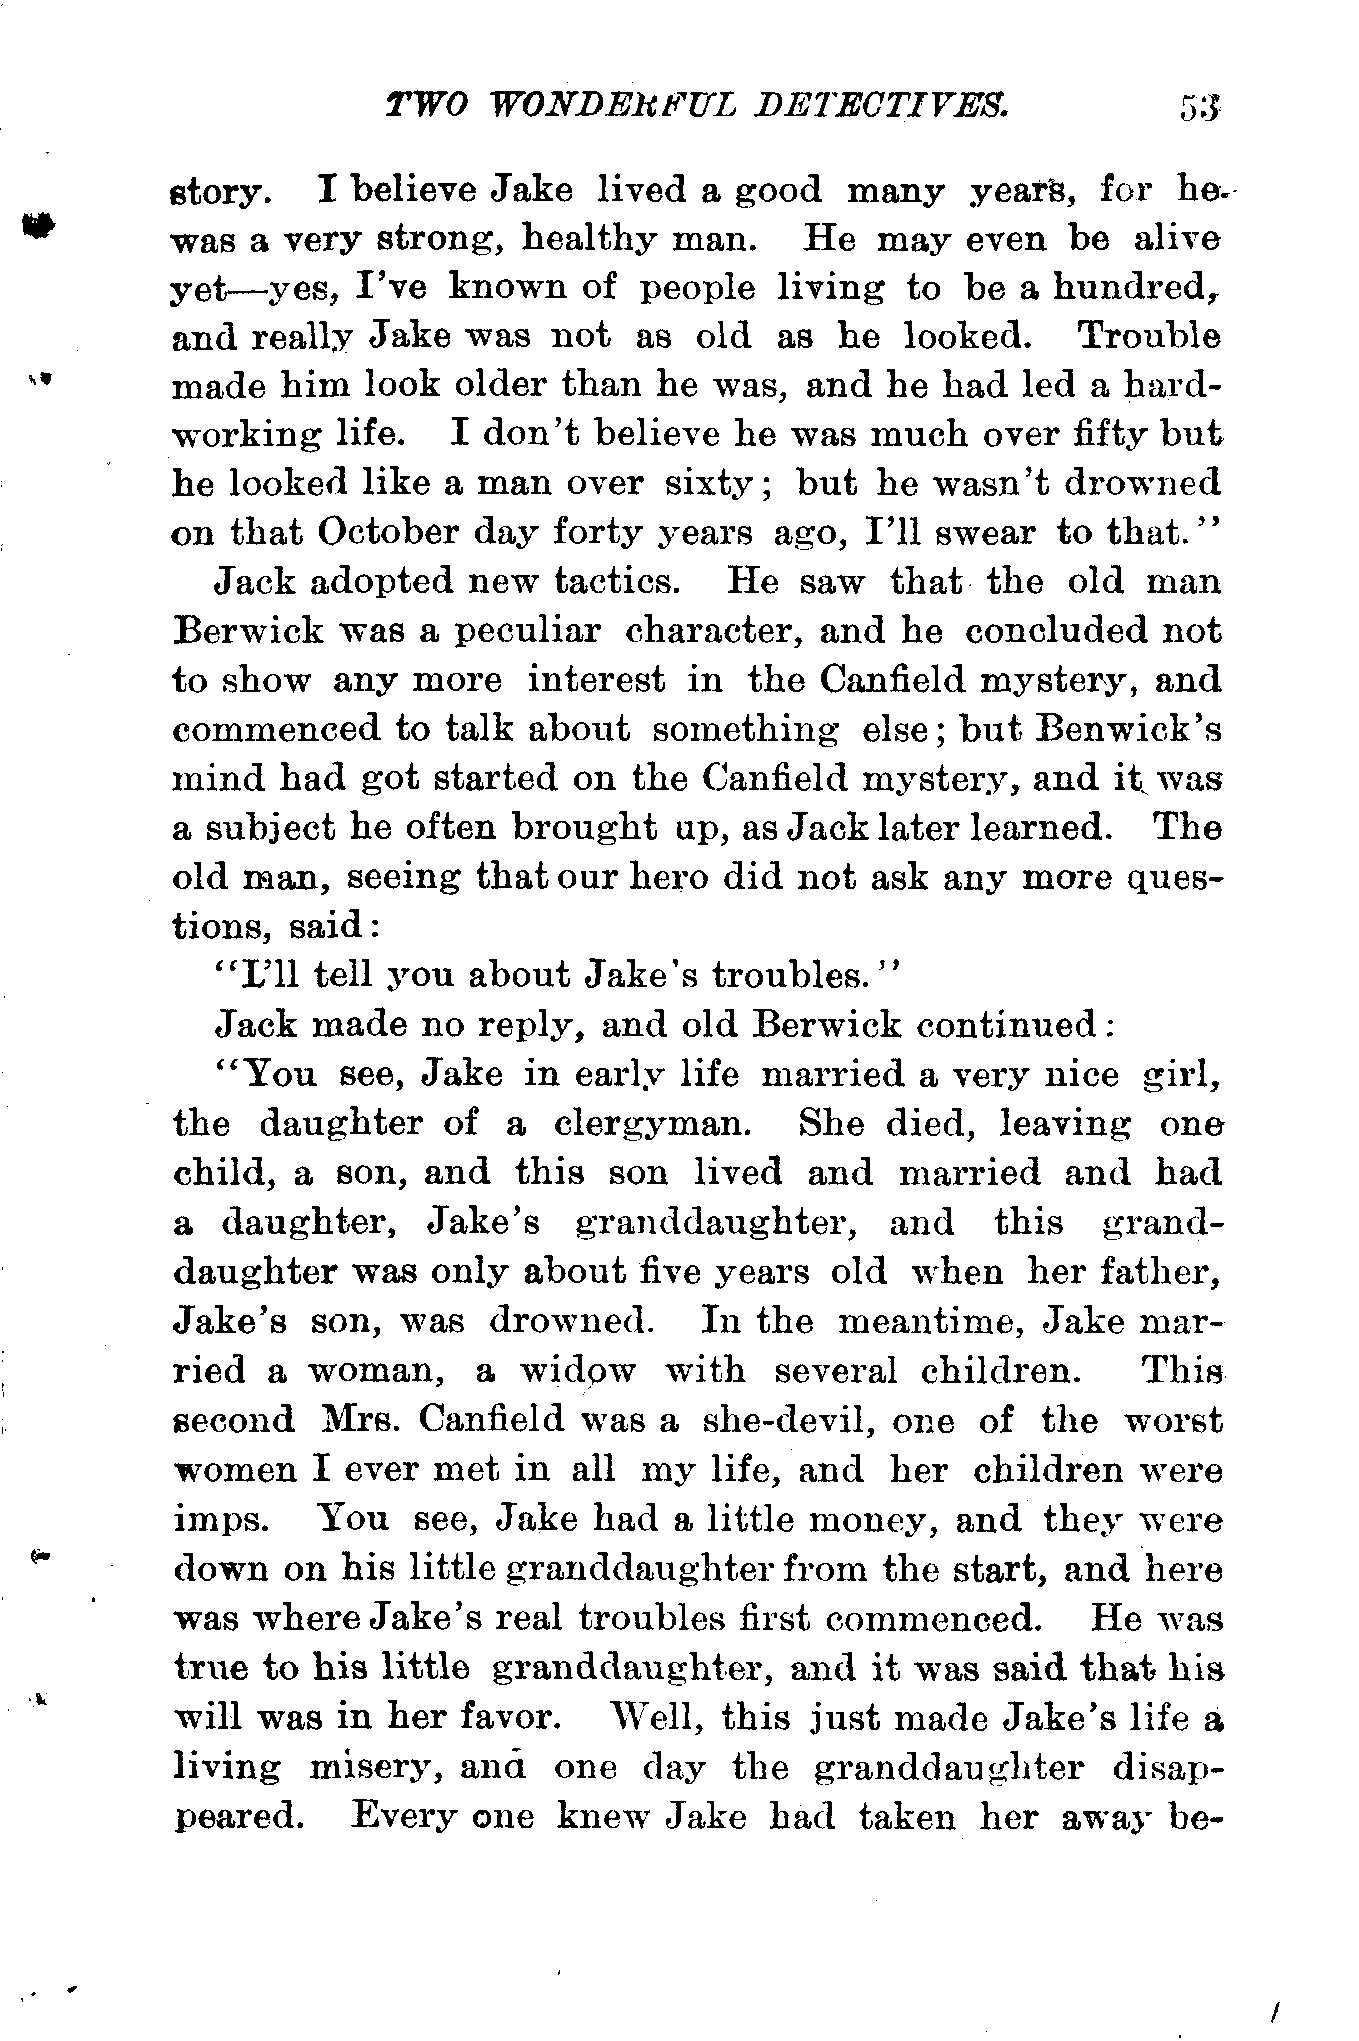 TWO WONDERFUL DETECTIVES. 53
story. I believe Jake lived a good many years, for he
was a very strong, healthy man. He may even be alive
yet—yes, I've known of people living to be a hundred,
and really Jake was not as old as he looked. Trouble
made him look older than he was, and he had led a hard-
working life. I don't believe he was much over fifty but
he looked like a man over sixty; but he wasn't drowned
on that October day forty years ago, I'll swear to that."
Jack adopted new tactics. He saw that the old man
Berwick was a peculiar character, and he concluded not
to show any more interest in the Canfield mystery, and
commenced to talk about something else; but Benwick's
mind had got started on the Canfield mystery, and it was
a subject he often brought up, as Jack later learned. The
old man, seeing that our hero did not ask any more ques-
tions, said:
"I'll tell you about Jake's troubles."
Jack made no reply, and old Berwick continued:
"You see, Jake in early life married a very nice girl,
the daughter of a clergyman. She died, leaving one
child, a son, and this son lived and married and had
a daughter, Jake's granddaughter, and this grand-
daughter was only about five years old when her father,
Jake's son, was drowned. In the meantime, Jake mar-
ried a woman, a widow with several children. This
second Mrs. Canfield was a she-devil, one of the worst
women I ever met in all my life, and her children were
imps. You see, Jake had a little money, and they were
down on his little granddaughter from the start, and here
was where Jake's real troubles first commenced. He was
true to his little granddaughter, and it was said that his
will was in her favor. Well, this just made Jake's life a
living misery, and one day the granddaughter disap-
peared. Every one knew Jake had taken her away be-